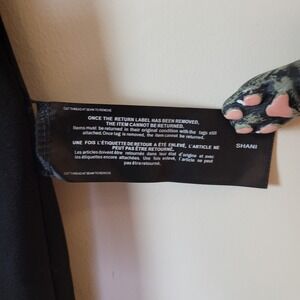 CUT THREAD AT SEAM TO REMOVE
ONCE THE RETURN LABEL HAS BEEN REMOVED,
THE ITEM CANNOT BE RETURNED.
Items must be returned in their original condition with the tags still
attached. Once tag is removed, the item cannot be returned.
UNE FOIS L'ÉTIQUETTE DE RETOUR A ÉTÉ ENLEVÉ, L'ARTICLE NE
PEUT PAS ÊTRE RETOURNÉ.
Les articles doivent être retournés dans leur état d'origine et avec
les étiquettes encore attachées. Une fois enlevé, l'article ne peut
pas être retourné.
SHANI
CUT THREAD AT SEAM TO REMOVE